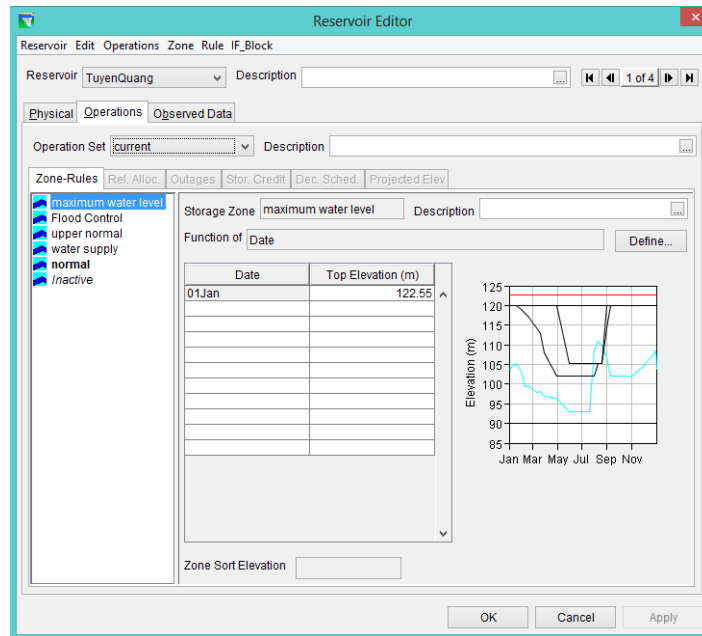 Reservoir Editor
Reservoir Edit Operations Zone Rule IF_Block
Reservoir TuyenQuang Description ... 1 of 4
Physical Operations Observed Data
Operation Set current Description ...
Zone-Rules Rel. Alloc. Outages Stor. Credit Dec. Sched. Projected Elev
maximum water level
Flood Control
upper normal
water supply
normal
Inactive
Storage Zone maximum water level Description ...
Function of Date Define...
Date Top Elevation (m)
01Jan 122.55
Elevation (m)
125
120
115
110
105
100
95
90
85
Jan Mar May Jul Sep Nov
Zone Sort Elevation
OK Cancel Apply